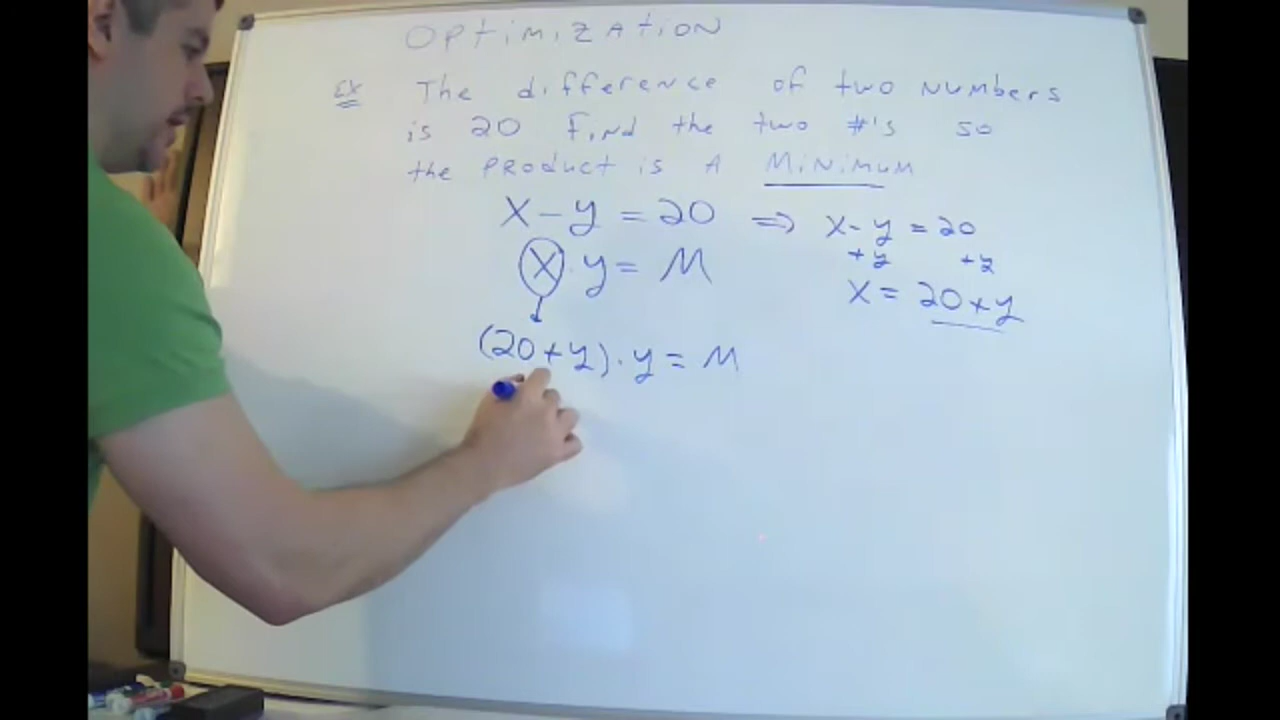 Optimization
Ex The difference of two numbers
is 20 Find the two #'s so
the product is a minimum
x - y = 20 ⇒ x - y = 20
+y +y
x · y = M
x = 20 + y
(20 + y) · y = M